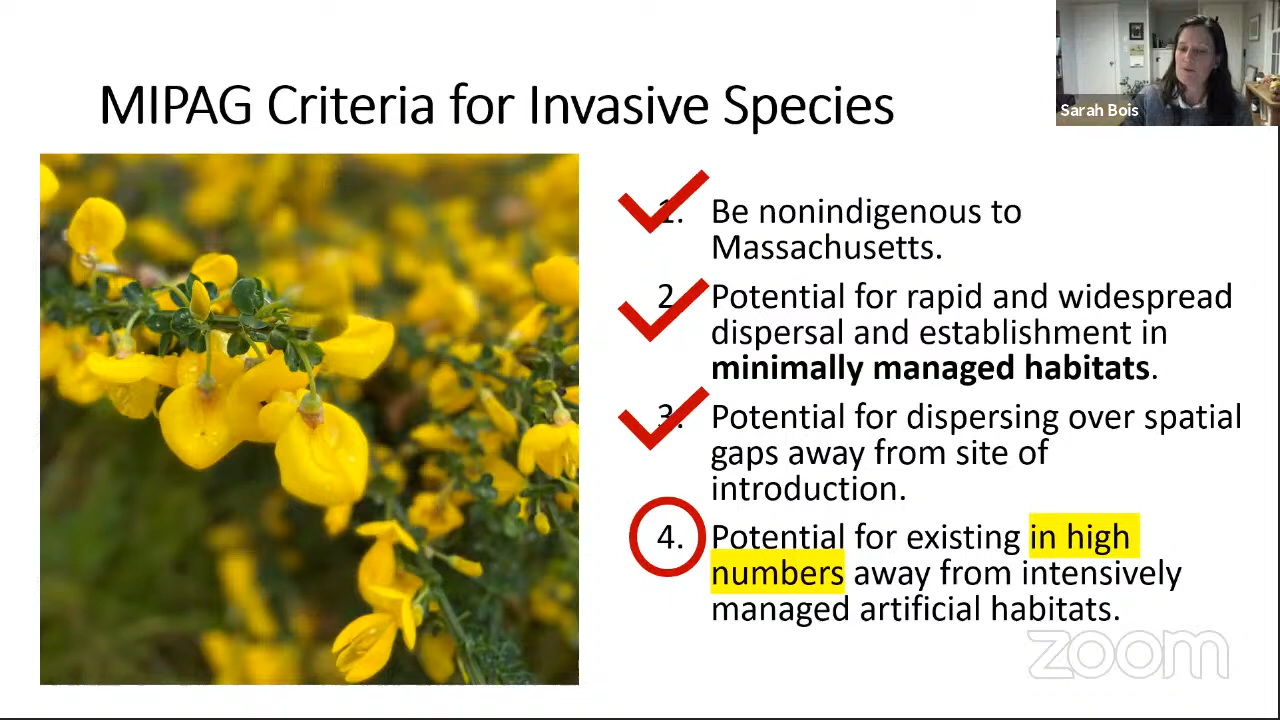 MIPAG Criteria for Invasive Species
Sarah Bois
1. Be nonindigenous to
Massachusetts.
2. Potential for rapid and widespread
dispersal and establishment in
minimally managed habitats.
3. Potential for dispersing over spatial
gaps away from site of
introduction.
4. Potential for existing in high
numbers away from intensively
managed artificial habitats.
zoom